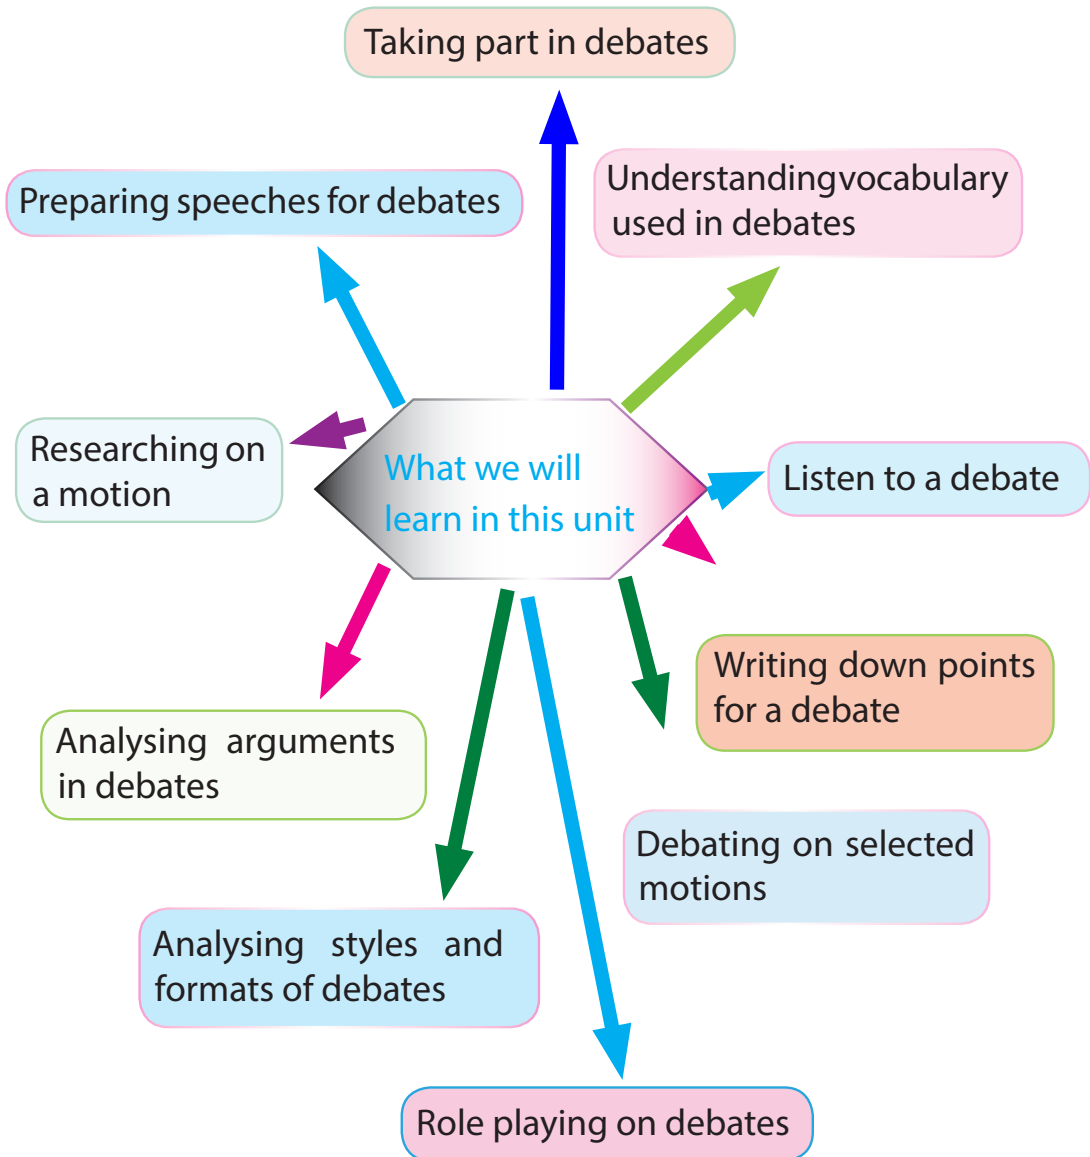 Taking part in debates
Preparing speeches for debates
Understanding vocabulary
used in debates
Researching on
a motion
What we will
learn in this unit
Listen to a debate
Writing down points
for a debate
Analysing arguments
in debates
Debating on selected
motions
Analysing styles and
formats of debates
Role playing on debates